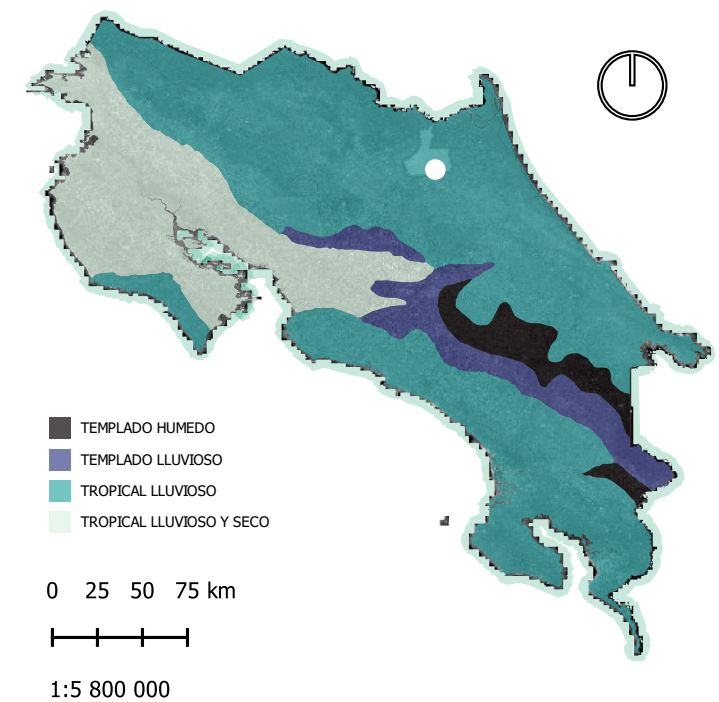 TEMPLADO HUMEDO
TEMPLADO LLUVIOSO
TROPICAL LLUVIOSO
TROPICAL LLUVIOSO Y SECO
0 25 50 75 km
1:5 800 000